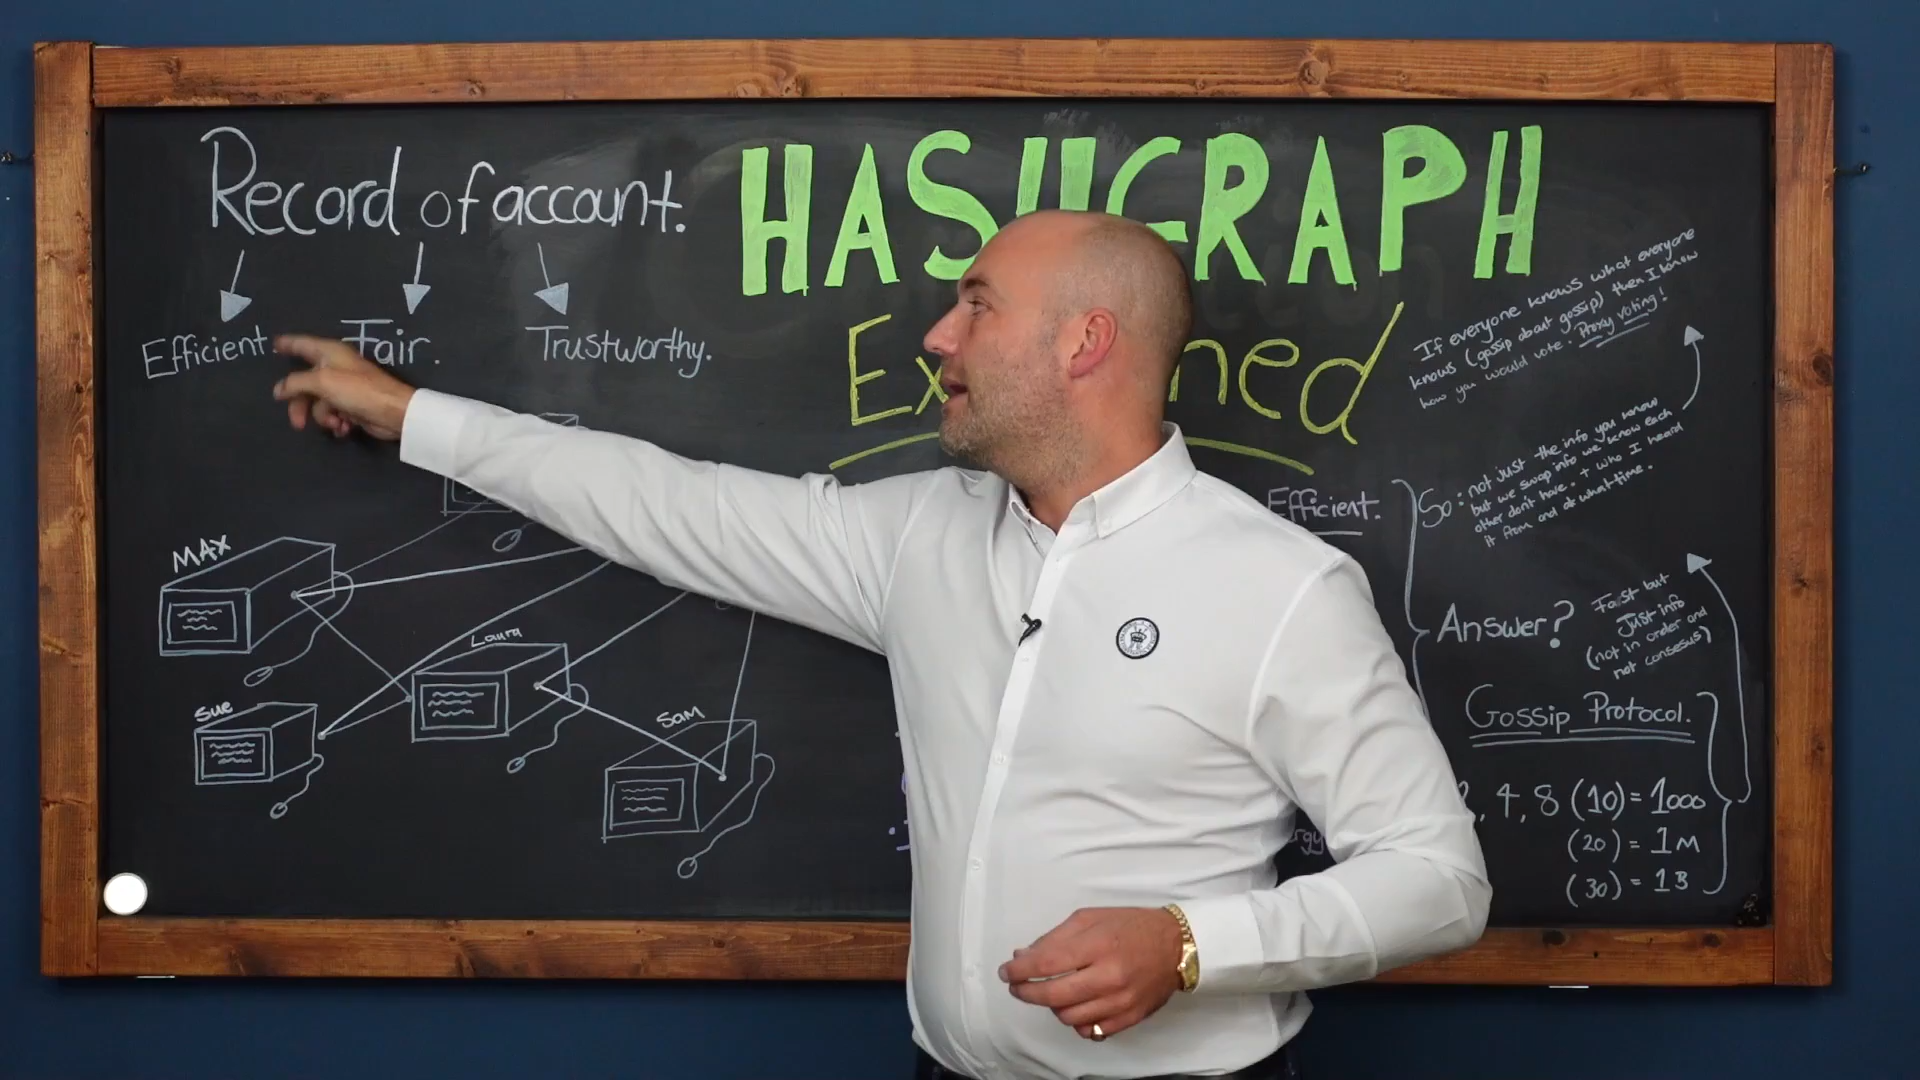 Record of account.
Efficient.
Fair.
Trustworthy.
HASHGRAPH
Explained
MAX
Laura
Sue
Sam
Efficient.
If everyone knows what everyone
knows (gossip about gossip) then I know
how you would vote. Proxy voting!
So: not just the info you know
but we swap info we know each
other don't have. + who I heard
it from and at what time.
Answer?
Fast but
Just info
(not in order and
not consesus)
Gossip Protocol.
, 4, 8 (10) = 1000
(20) = 1M
(30) = 1B